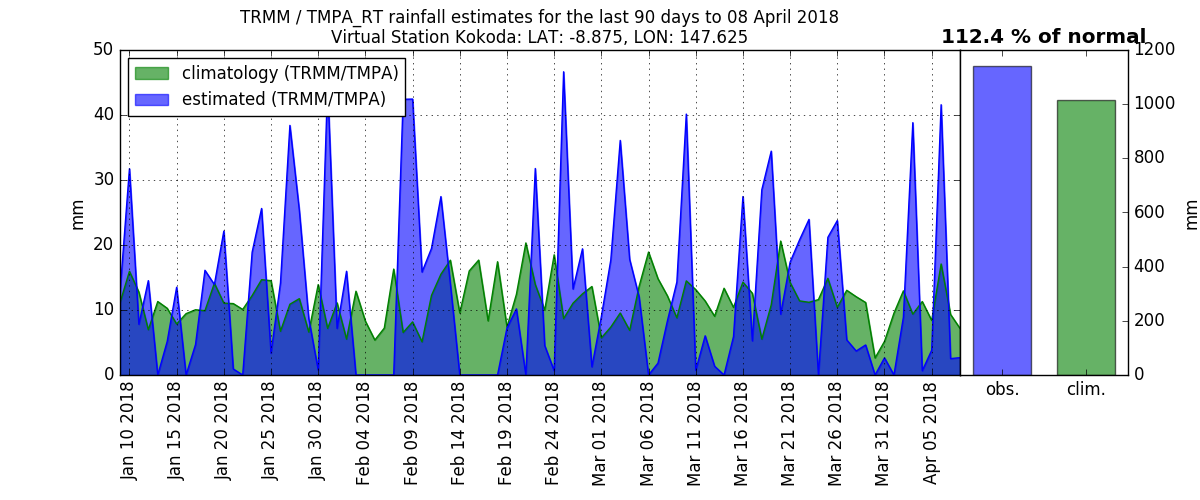 TRMM / TMPA_RT rainfall estimates for the last 90 days to 08 April 2018
Virtual Station Kokoda: LAT: -8.875, LON: 147.625
112.4 % of normal
climatology (TRMM/TMPA)
estimated (TRMM/TMPA)
50
40
30
20
10
0
mm
1200
1000
800
600
400
200
0
mm
Jan 10 2018
Jan 15 2018
Jan 20 2018
Jan 25 2018
Jan 30 2018
Feb 04 2018
Feb 09 2018
Feb 14 2018
Feb 19 2018
Feb 24 2018
Mar 01 2018
Mar 06 2018
Mar 11 2018
Mar 16 2018
Mar 21 2018
Mar 26 2018
Mar 31 2018
Apr 05 2018
obs.
clim.